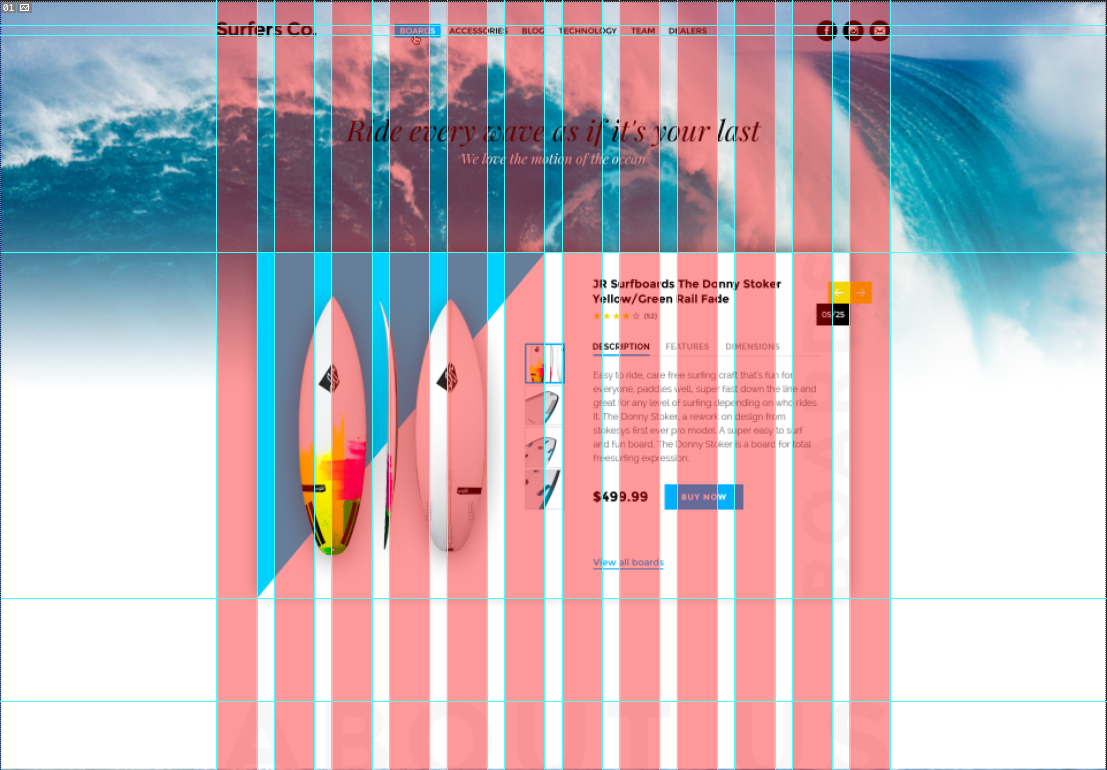 01
Surfers Co.
BOARDS ACCESSORIES BLOG TECHNOLOGY TEAM DEALERS
Ride every wave as if it's your last
We love the motion of the ocean
JR Surfboards The Donny Stoker
Yellow/Green Rail Fade
(52)
05/25
DESCRIPTION FEATURES DIMENSIONS
Easy to ride, care free surfing craft that's fun for
everyone, paddles well, super fast down the line and
great for any level of surfing depending on who rides
it. The Donny Stoker, a rework on design from
stokesys first ever pro model. A super easy to surf
and fun board. The Donny Stoker is a board for total
freesurfing expression.
$499.99 BUY NOW
View all boards
BOARDS
ABOUT US